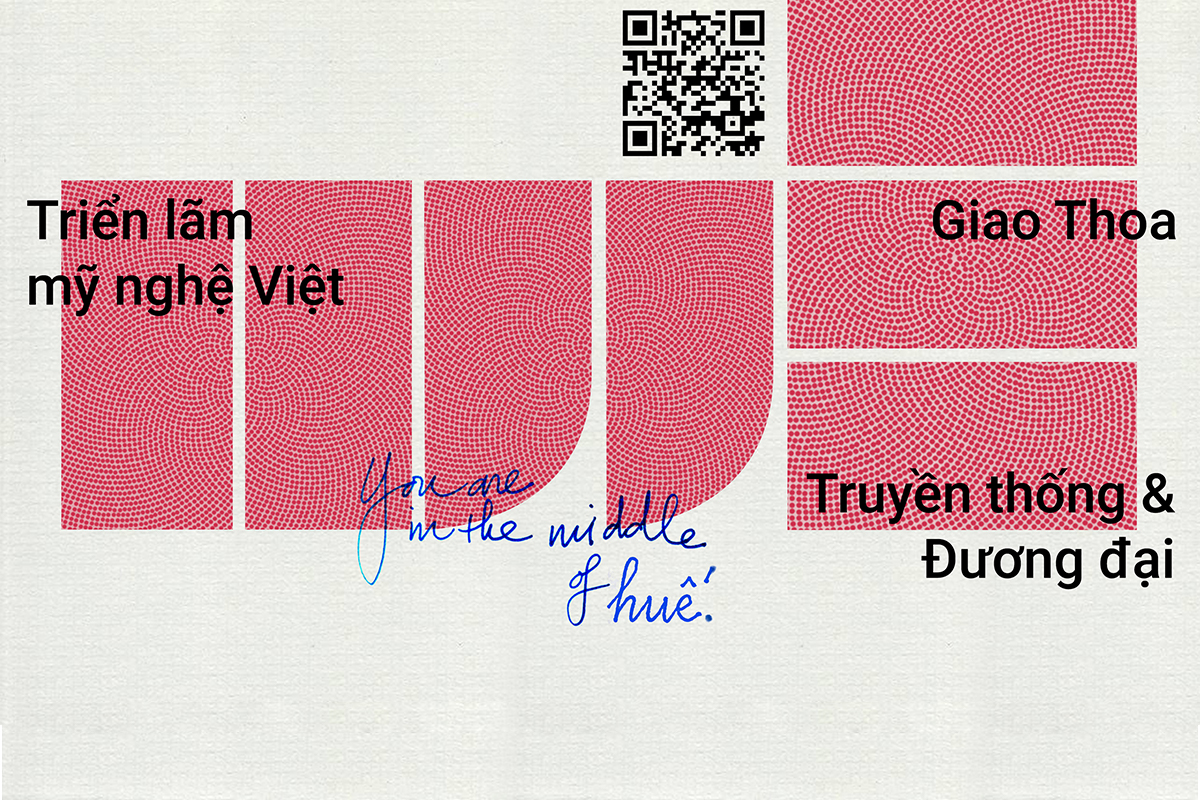 Triển lãm
mỹ nghệ Việt
Giao Thoa
Truyền thống &
Đương đại
You are
in the middle
of huế!